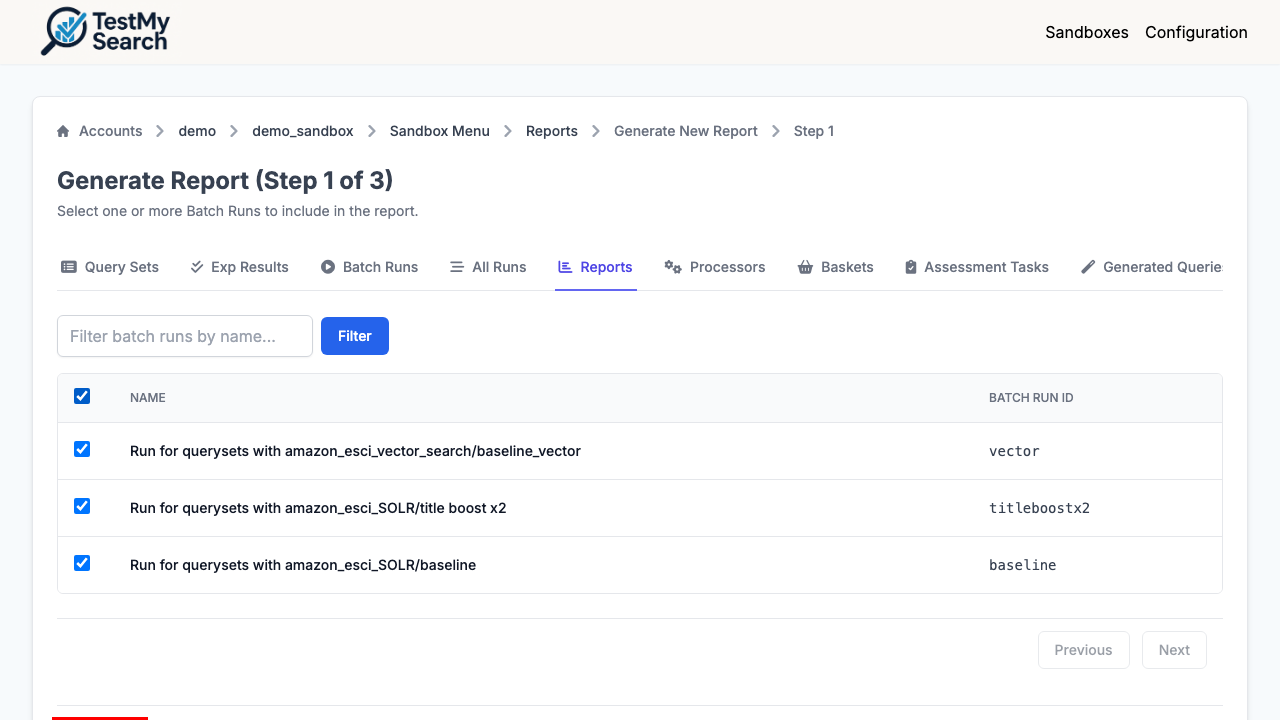 TestMy
Search
Sandboxes Configuration
Accounts demo demo_sandbox Sandbox Menu Reports Generate New Report Step 1
Generate Report (Step 1 of 3)
Select one or more Batch Runs to include in the report.
Query Sets Exp Results Batch Runs All Runs Reports Processors Baskets Assessment Tasks Generated Querie
Filter batch runs by name... Filter
NAME BATCH RUN ID
Run for querysets with amazon_esci_vector_search/baseline_vector vector
Run for querysets with amazon_esci_SOLR/title boost x2 titleboostx2
Run for querysets with amazon_esci_SOLR/baseline baseline
Previous Next